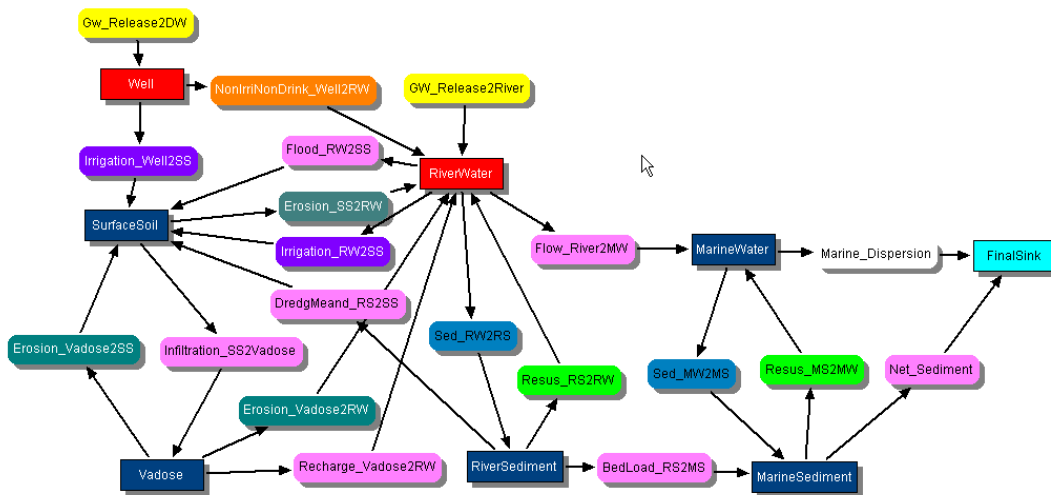 Gw_Release2DW
Well
NonIrriNonDrink_Well2RW
GW_Release2River
Irrigation_Well2SS
Flood_RW2SS
RiverWater
Erosion_SS2RW
SurfaceSoil
Irrigation_RW2SS
Flow_River2MW
MarineWater
Marine_Dispersion
FinalSink
DredgMeand_RS2SS
Sed_RW2RS
Erosion_Vadose2SS
Infiltration_SS2Vadose
Resus_RS2RW
Sed_MW2MS
Resus_MS2MW
Net_Sediment
Erosion_Vadose2RW
Vadose
Recharge_Vadose2RW
RiverSediment
BedLoad_RS2MS
MarineSediment